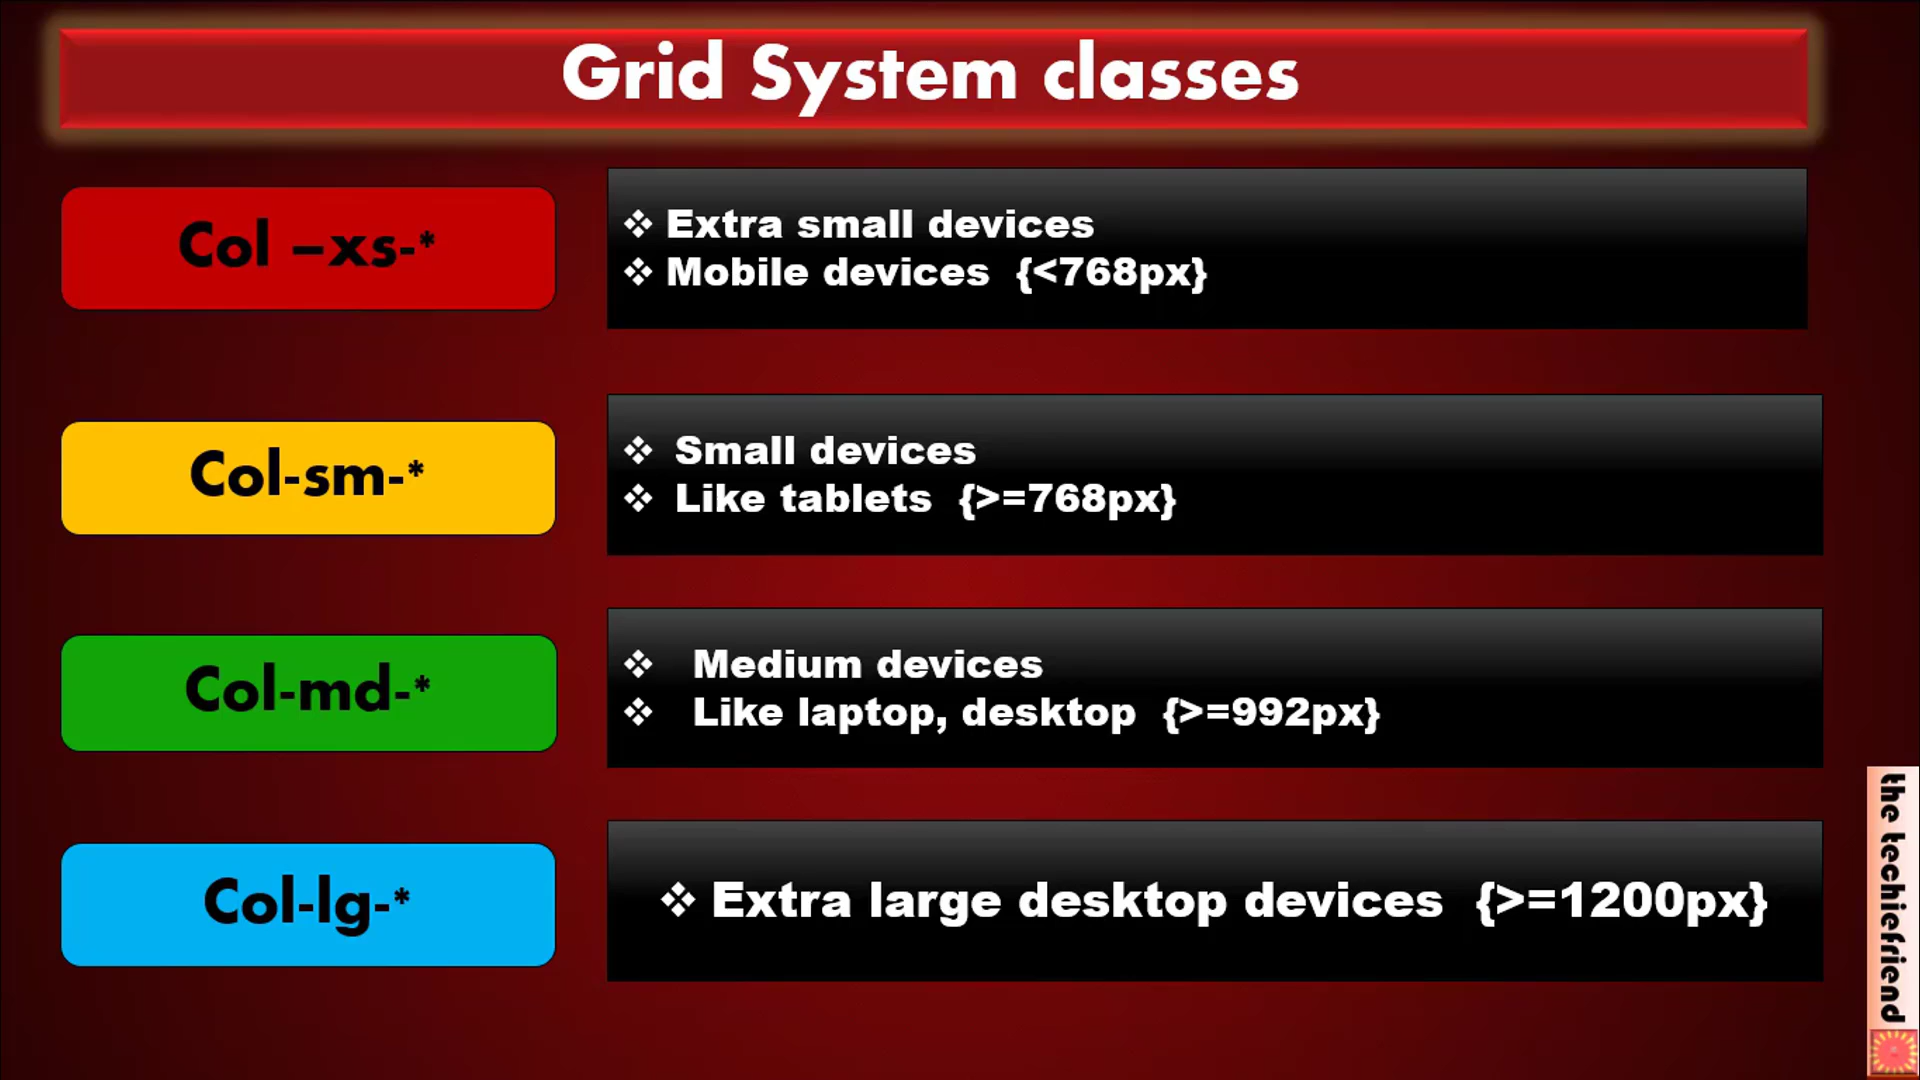 Grid System classes
Col –xs-*
❖ Extra small devices
❖ Mobile devices {<768px}
Col-sm-*
❖ Small devices
❖ Like tablets {>=768px}
Col-md-*
❖ Medium devices
❖ Like laptop, desktop {>=992px}
Col-lg-*
❖ Extra large desktop devices {>=1200px}
the techiefriend